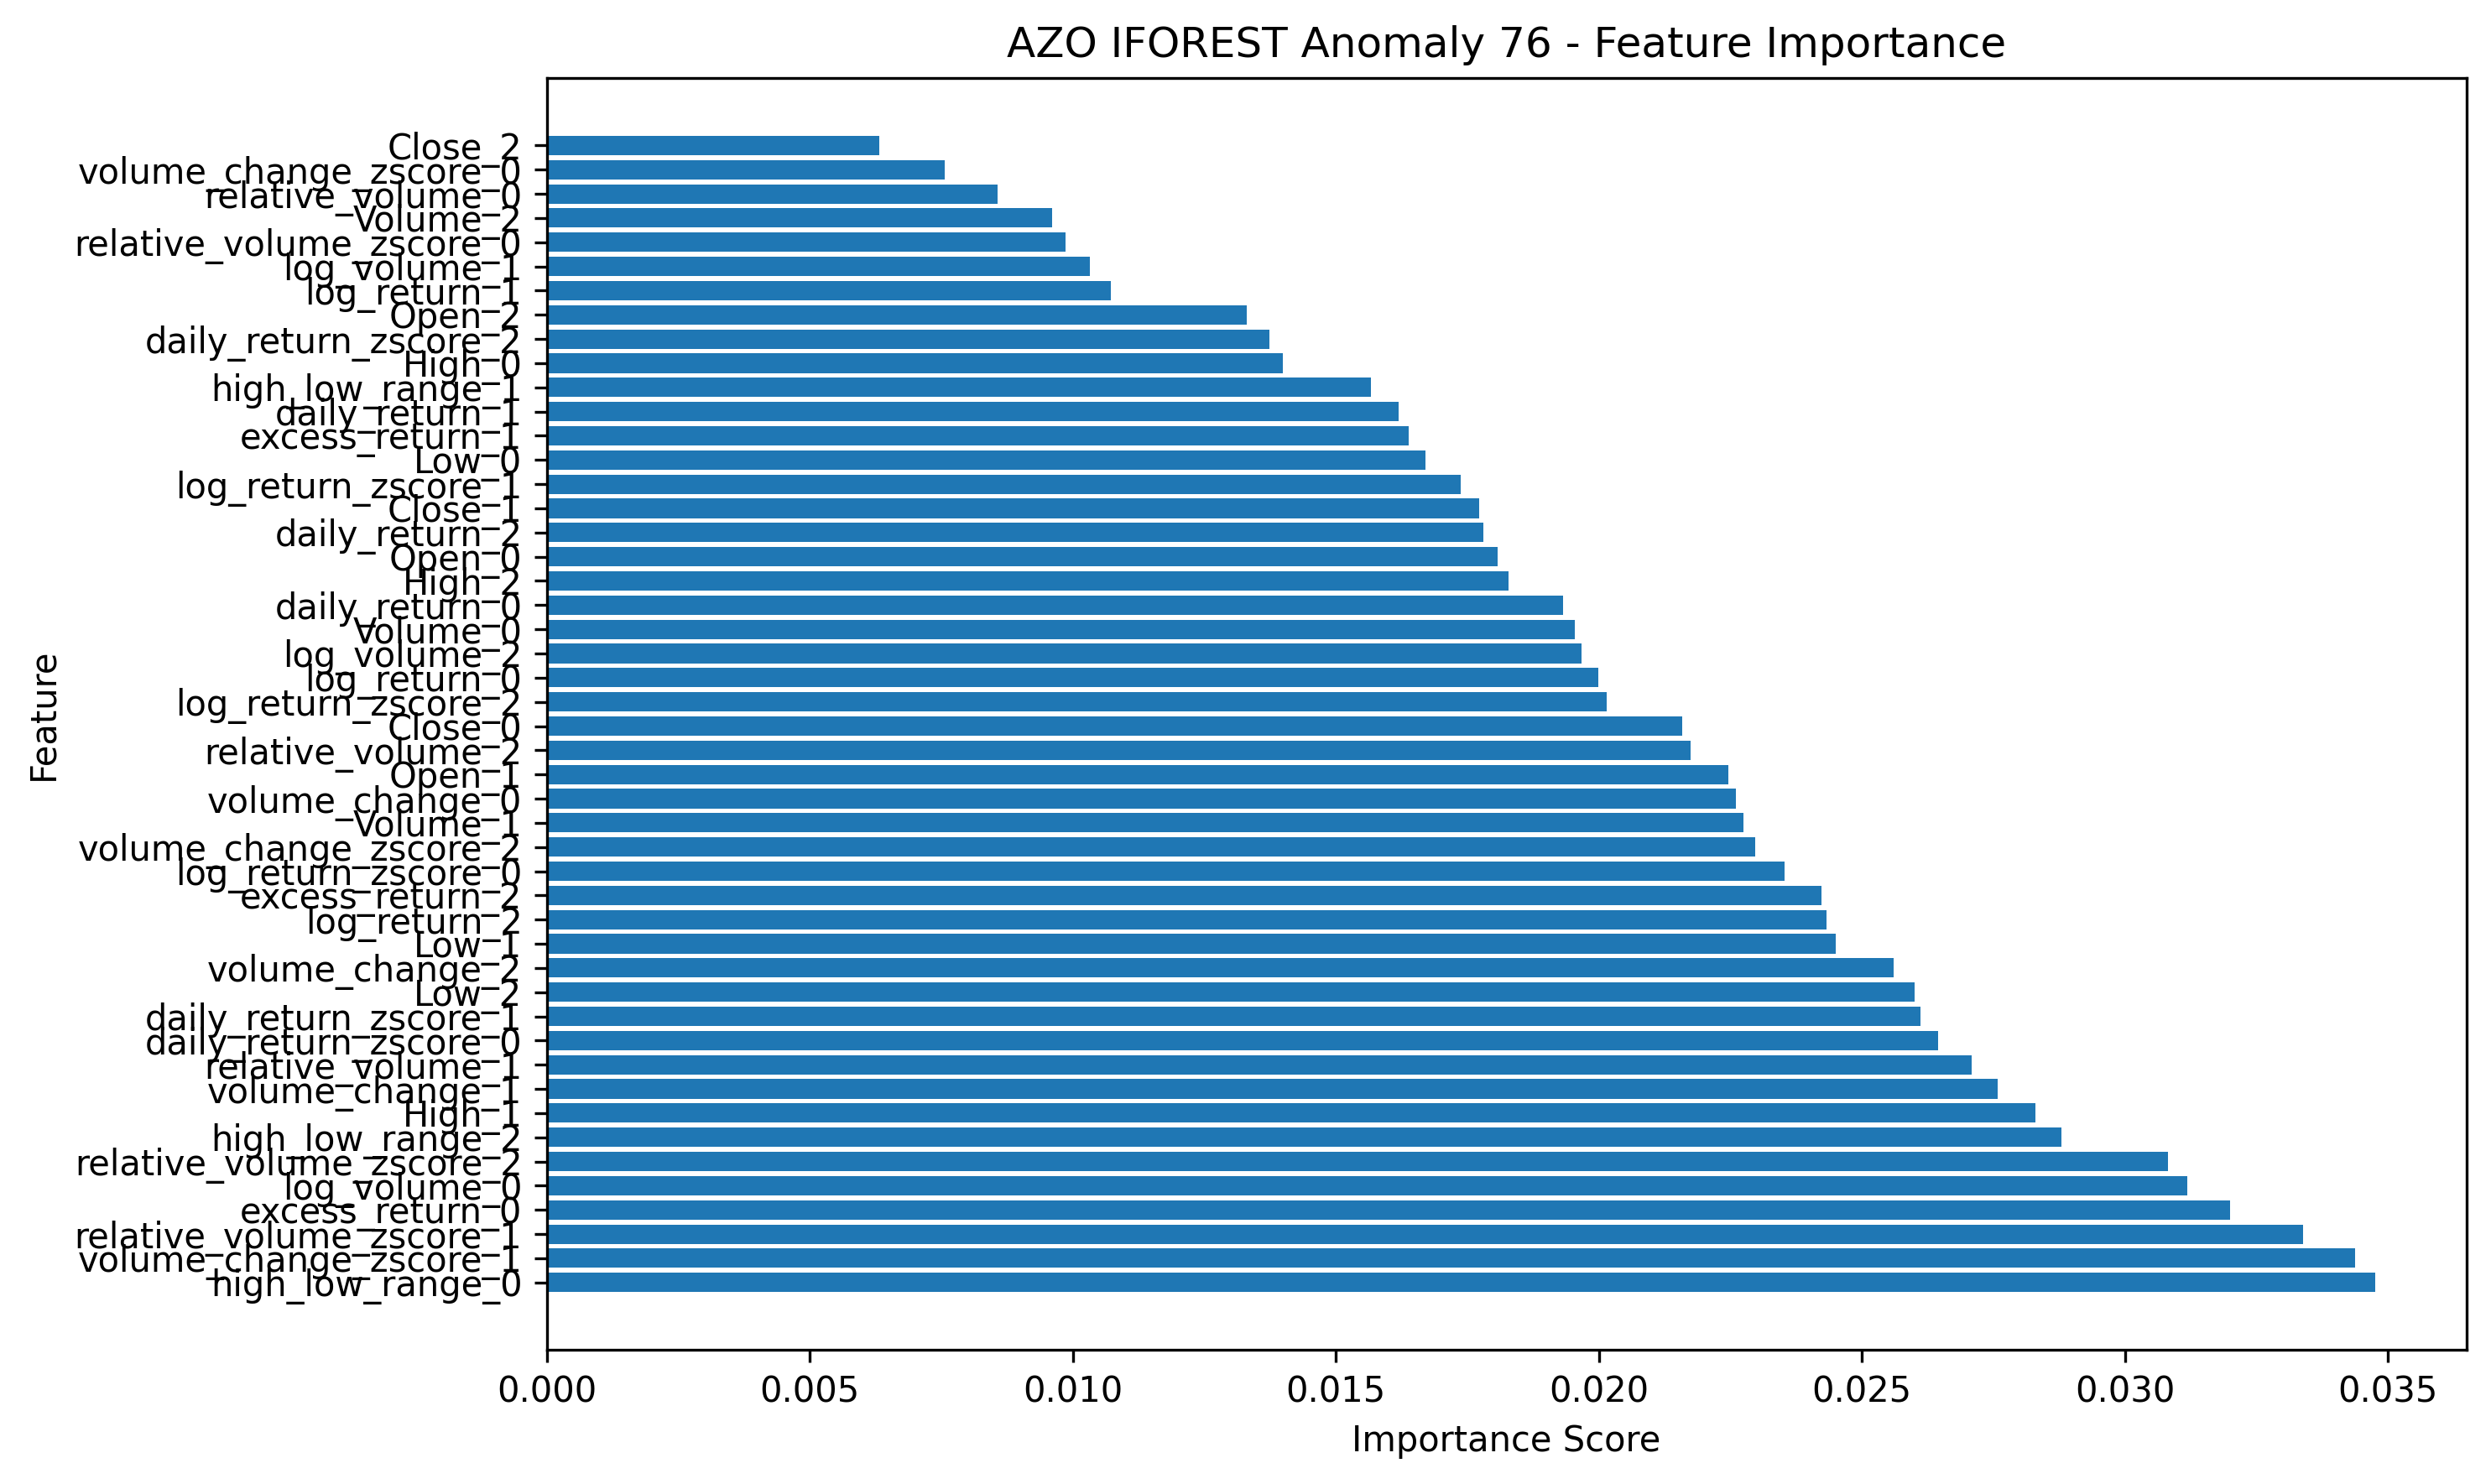 AZO IFOREST Anomaly 76 - Feature Importance
Close_2
volume_change_zscore_0
relative_volume_0
Volume_2
relative_volume_zscore_0
log_volume_1
log_return_1
Open_2
daily_return_zscore_2
High_0
high_low_range_1
daily_return_1
excess_return_1
Low_0
log_return_zscore_1
Close_1
daily_return_2
Open_0
High_2
daily_return_0
Volume_0
log_volume_2
log_return_0
log_return_zscore_2
Close_0
relative_volume_2
Open_1
volume_change_0
Volume_1
volume_change_zscore_2
log_return_zscore_0
excess_return_2
log_return_2
Low_1
volume_change_2
Low_2
daily_return_zscore_1
daily_return_zscore_0
relative_volume_1
volume_change_1
High_1
high_low_range_2
relative_volume_zscore_2
log_volume_0
excess_return_0
relative_volume_zscore_1
volume_change_zscore_1
high_low_range_0
Feature
0.000 0.005 0.010 0.015 0.020 0.025 0.030 0.035
Importance Score